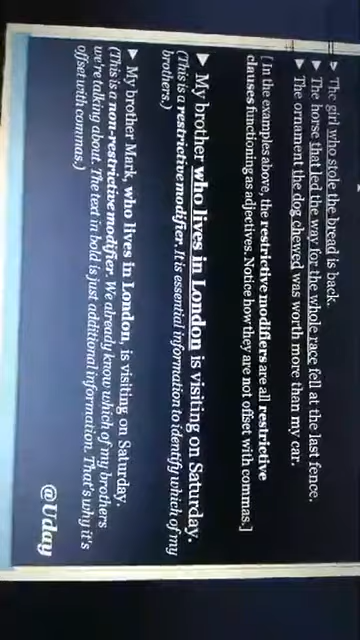 ➤ The girl who stole the bread is back.
➤ The horse that led the way for the whole race fell at the last fence.
➤ The ornament the dog chewed was worth more than my car.
[In the examples above, the restrictive modifiers are all restrictive
clauses functioning as adjectives. Notice how they are not offset with commas.]
➤ My brother who lives in London is visiting on Saturday.
(This is a restrictive modifier. It is essential information to identify which of my
brothers.)
➤ My brother Mark, who lives in London, is visiting on Saturday.
(This is a non-restrictive modifier. We already know which of my brothers
we're talking about. The text in bold is just additional information. That's why it's
offset with commas.)
@Uday